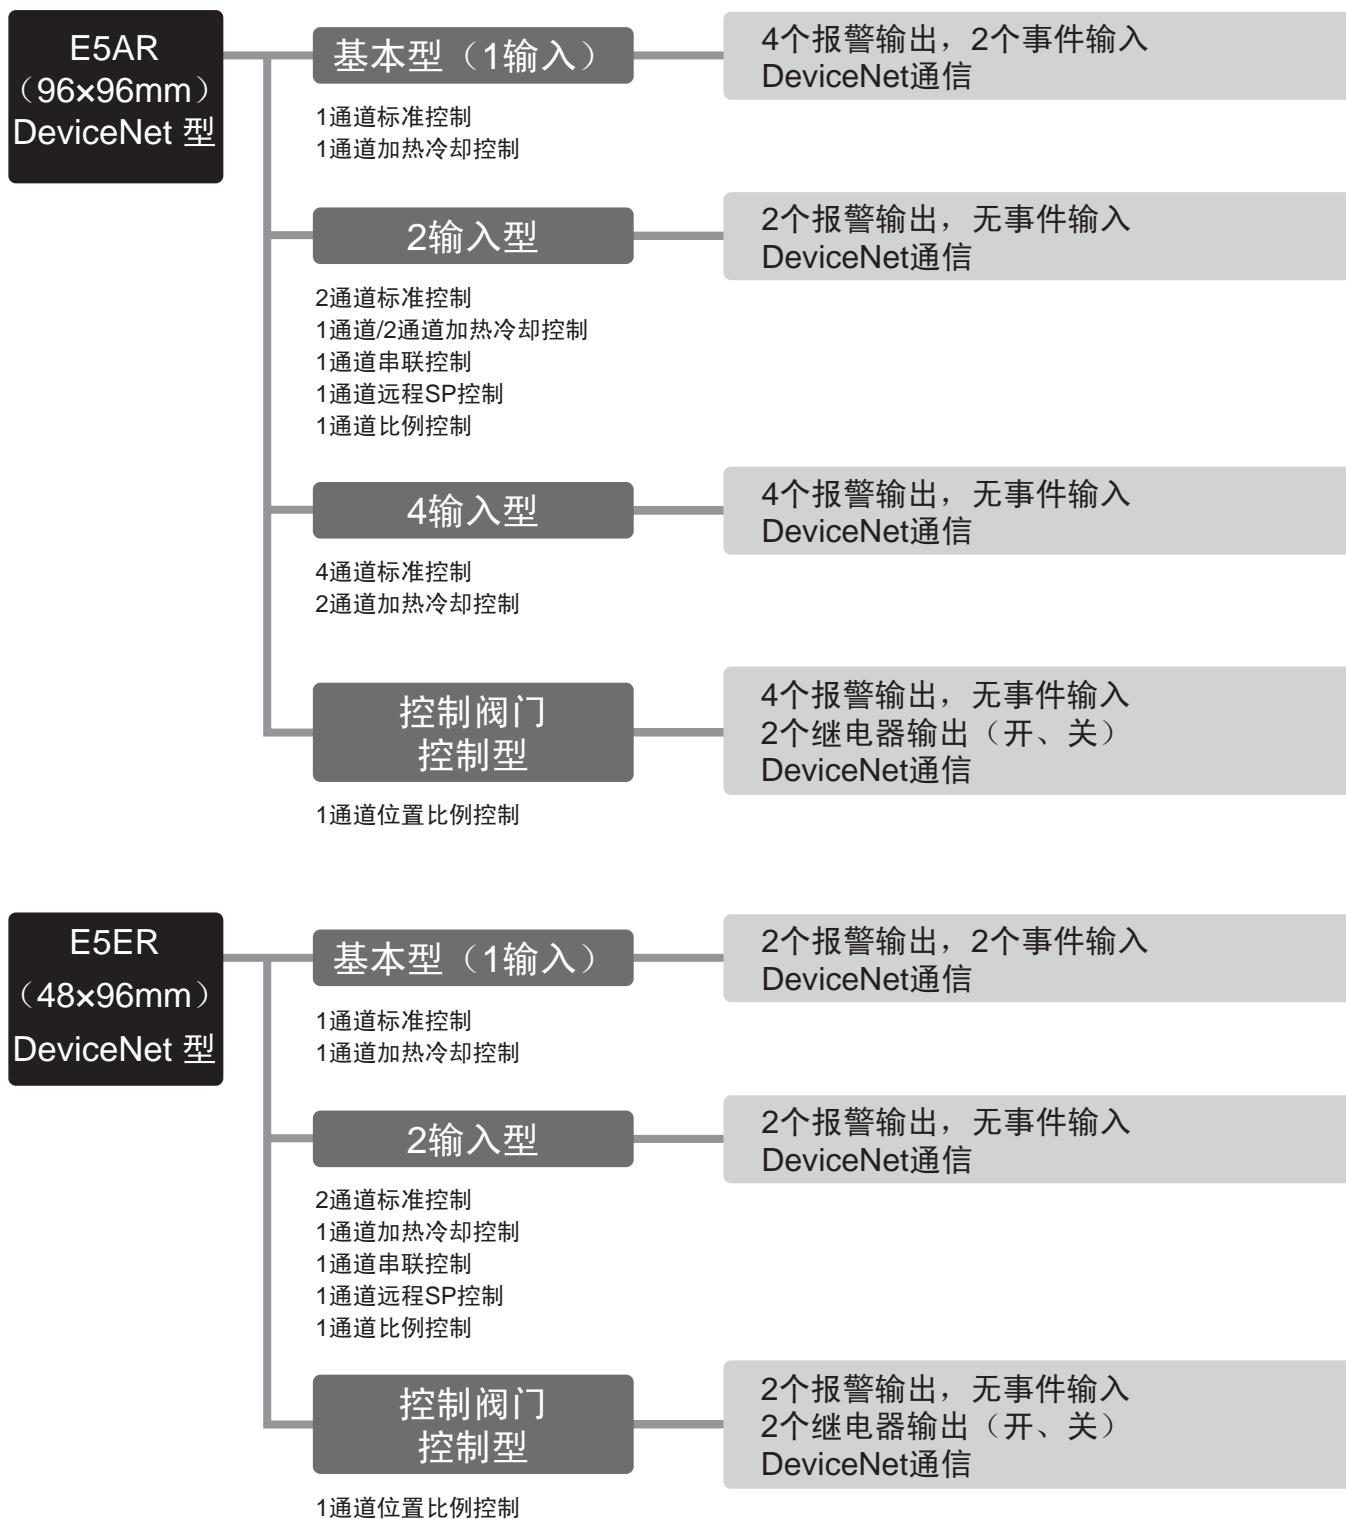 E5AR
（96×96mm）
DeviceNet 型
基本型（1输入）
4个报警输出，2个事件输入
DeviceNet通信
1通道标准控制
1通道加热冷却控制
2输入型
2个报警输出，无事件输入
DeviceNet通信
2通道标准控制
1通道/2通道加热冷却控制
1通道串联控制
1通道远程SP控制
1通道比例控制
4输入型
4个报警输出，无事件输入
DeviceNet通信
4通道标准控制
2通道加热冷却控制
控制阀门
控制型
4个报警输出，无事件输入
2个继电器输出（开、关）
DeviceNet通信
1通道位置比例控制
E5ER
（48×96mm）
DeviceNet 型
基本型（1输入）
2个报警输出，2个事件输入
DeviceNet通信
1通道标准控制
1通道加热冷却控制
2输入型
2个报警输出，无事件输入
DeviceNet通信
2通道标准控制
1通道加热冷却控制
1通道串联控制
1通道远程SP控制
1通道比例控制
控制阀门
控制型
2个报警输出，无事件输入
2个继电器输出（开、关）
DeviceNet通信
1通道位置比例控制